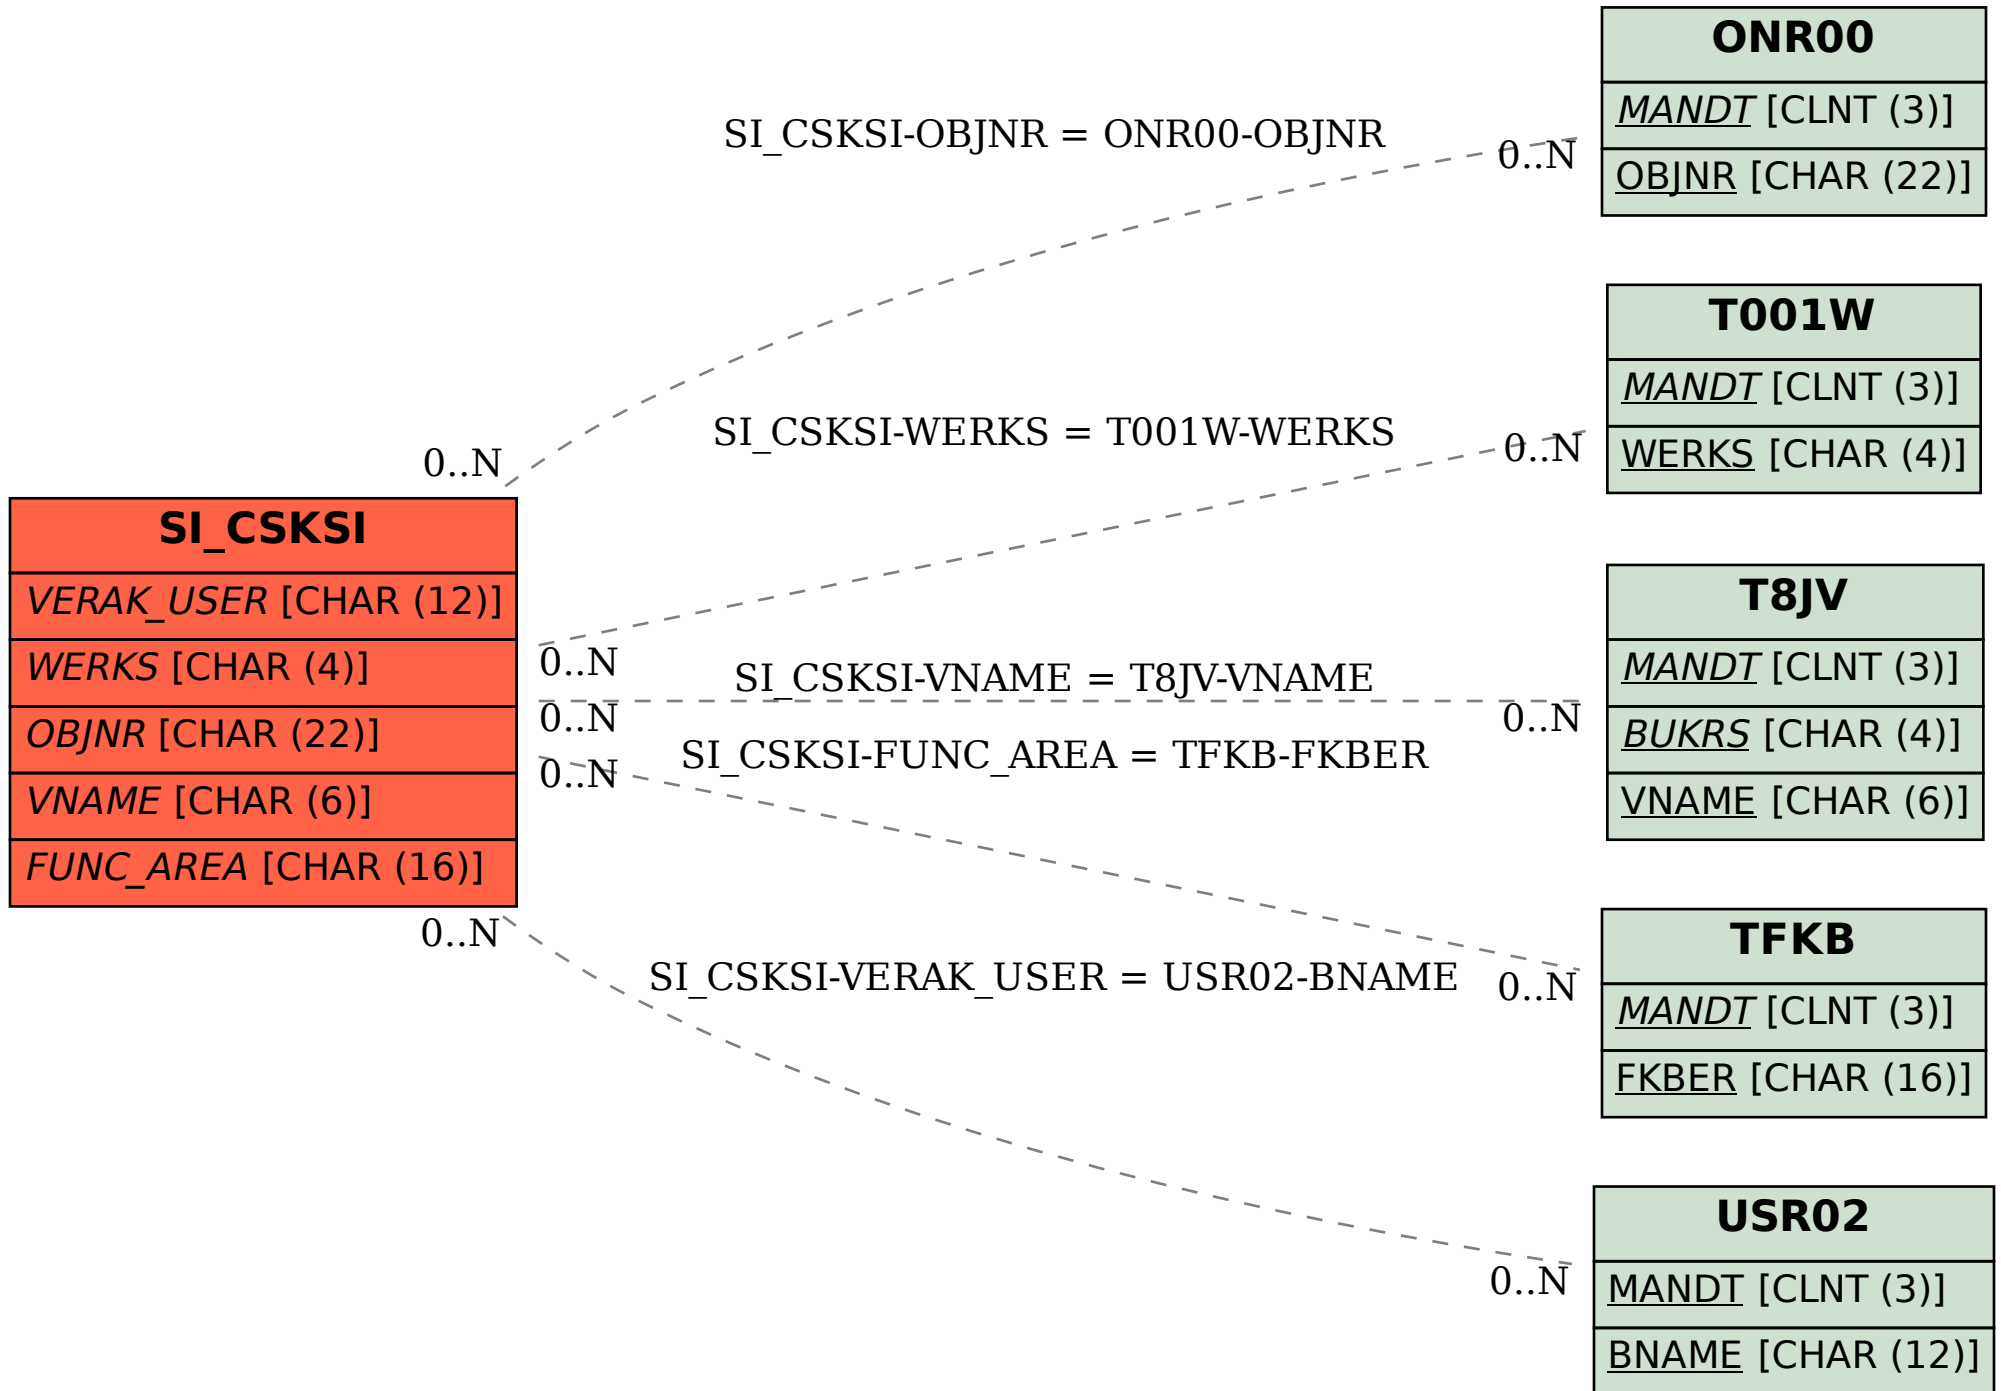 ONR00
MANDT [CLNT (3)]
OBJNR [CHAR (22)]
SI_CSKSI-OBJNR = ONR00-OBJNR
0..N
0..N
T001W
MANDT [CLNT (3)]
WERKS [CHAR (4)]
SI_CSKSI-WERKS = T001W-WERKS
0..N
0..N
SI_CSKSI
VERAK_USER [CHAR (12)]
WERKS [CHAR (4)]
OBJNR [CHAR (22)]
VNAME [CHAR (6)]
FUNC_AREA [CHAR (16)]
T8JV
MANDT [CLNT (3)]
BUKRS [CHAR (4)]
VNAME [CHAR (6)]
SI_CSKSI-VNAME = T8JV-VNAME
0..N
0..N
SI_CSKSI-FUNC_AREA = TFKB-FKBER
0..N
0..N
TFKB
MANDT [CLNT (3)]
FKBER [CHAR (16)]
SI_CSKSI-VERAK_USER = USR02-BNAME
0..N
0..N
USR02
MANDT [CLNT (3)]
BNAME [CHAR (12)]